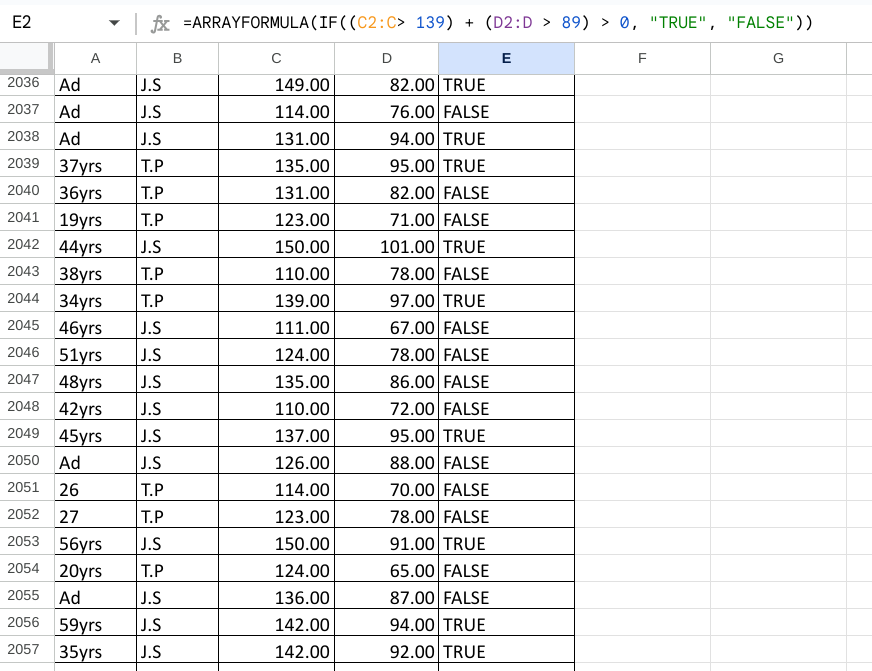 E2 fx =ARRAYFORMULA(IF((C2:C> 139) + (D2:D > 89) > 0, "TRUE", "FALSE"))
A B C D E F G
2036 Ad J.S 149.00 82.00 TRUE
2037 Ad J.S 114.00 76.00 FALSE
2038 Ad J.S 131.00 94.00 TRUE
2039 37yrs T.P 135.00 95.00 TRUE
2040 36yrs T.P 131.00 82.00 FALSE
2041 19yrs T.P 123.00 71.00 FALSE
2042 44yrs J.S 150.00 101.00 TRUE
2043 38yrs T.P 110.00 78.00 FALSE
2044 34yrs T.P 139.00 97.00 TRUE
2045 46yrs J.S 111.00 67.00 FALSE
2046 51yrs J.S 124.00 78.00 FALSE
2047 48yrs J.S 135.00 86.00 FALSE
2048 42yrs J.S 110.00 72.00 FALSE
2049 45yrs J.S 137.00 95.00 TRUE
2050 Ad J.S 126.00 88.00 FALSE
2051 26 T.P 114.00 70.00 FALSE
2052 27 T.P 123.00 78.00 FALSE
2053 56yrs J.S 150.00 91.00 TRUE
2054 20yrs T.P 124.00 65.00 FALSE
2055 Ad J.S 136.00 87.00 FALSE
2056 59yrs J.S 142.00 94.00 TRUE
2057 35yrs J.S 142.00 92.00 TRUE